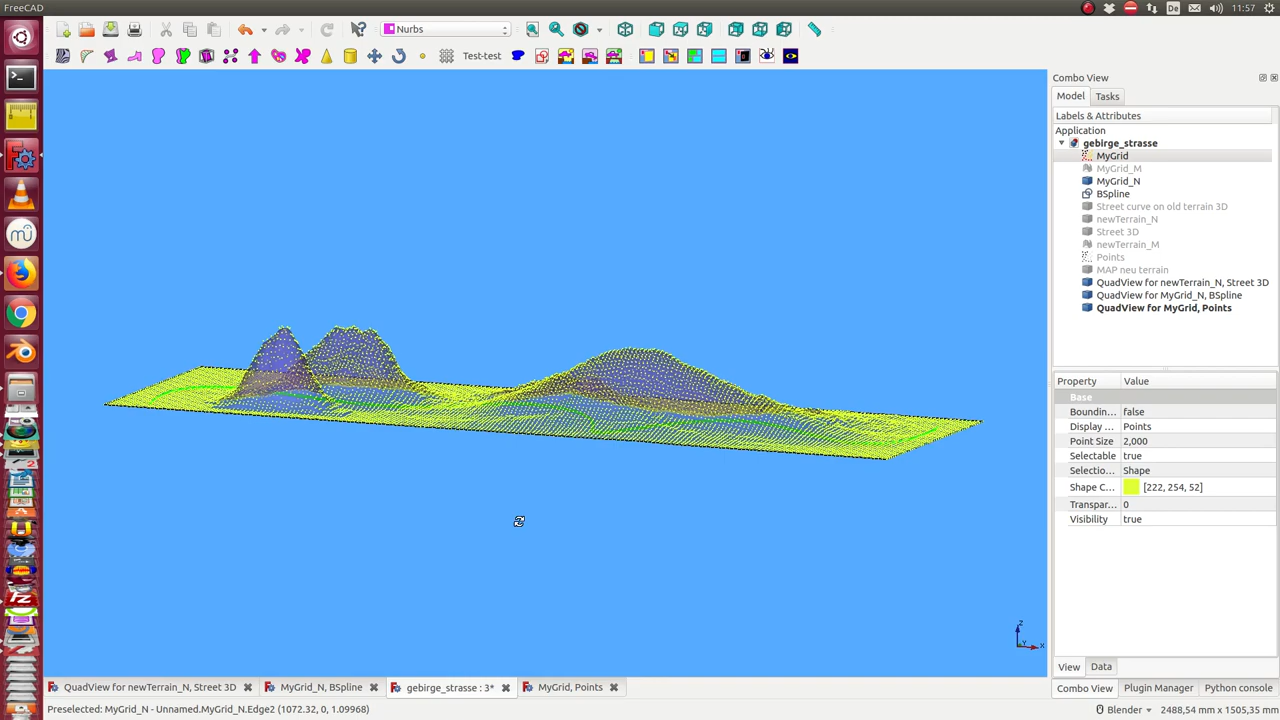 FreeCAD
De
11:57
Nurbs
Test-test
Combo View
Model
Tasks
Labels & Attributes
Application
gebirge_strasse
MyGrid
MyGrid_M
MyGrid_N
BSpline
Street curve on old terrain 3D
newTerrain_N
Street 3D
newTerrain_M
Points
MAP neu terrain
QuadView for newTerrain_N, Street 3D
QuadView for MyGrid_N, BSpline
QuadView for MyGrid, Points
Property Value
Base
Boundin... false
Display ... Points
Point Size 2,000
Selectable true
Selectio... Shape
Shape C... [222, 254, 52]
Transpar... 0
Visibility true
Z
Y
X
View
Data
QuadView for newTerrain_N, Street 3D
MyGrid_N, BSpline
gebirge_strasse : 3*
MyGrid, Points
Combo View
Plugin Manager
Python console
Preselected: MyGrid_N - Unnamed.MyGrid_N.Edge2 (1072.32, 0, 1.09968)
Blender
2488,54 mm x 1505,35 mm